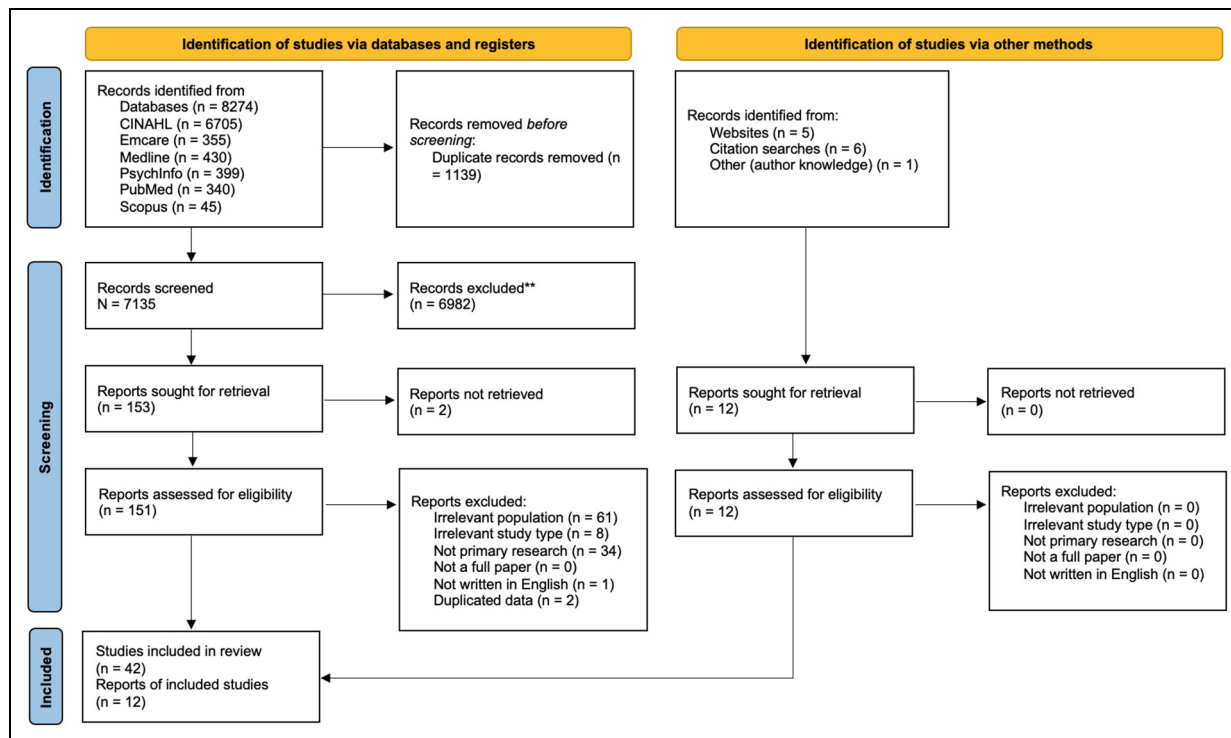 Identification of studies via databases and registers
Identification of studies via other methods
Identification
Records identified from
Databases (n = 8274)
CINAHL (n = 6705)
Emcare (n = 355)
Medline (n = 430)
PsychInfo (n = 399)
PubMed (n = 340)
Scopus (n = 45)
Records removed before
screening:
Duplicate records removed (n
= 1139)
Records identified from:
Websites (n = 5)
Citation searches (n = 6)
Other (author knowledge) (n = 1)
Screening
Records screened
N = 7135
Records excluded**
(n = 6982)
Reports sought for retrieval
(n = 153)
Reports not retrieved
(n = 2)
Reports sought for retrieval
(n = 12)
Reports not retrieved
(n = 0)
Reports assessed for eligibility
(n = 151)
Reports excluded:
Irrelevant population (n = 61)
Irrelevant study type (n = 8)
Not primary research (n = 34)
Not a full paper (n = 0)
Not written in English (n = 1)
Duplicated data (n = 2)
Reports assessed for eligibility
(n = 12)
Reports excluded:
Irrelevant population (n = 0)
Irrelevant study type (n = 0)
Not primary research (n = 0)
Not a full paper (n = 0)
Not written in English (n = 0)
Included
Studies included in review
(n = 42)
Reports of included studies
(n = 12)